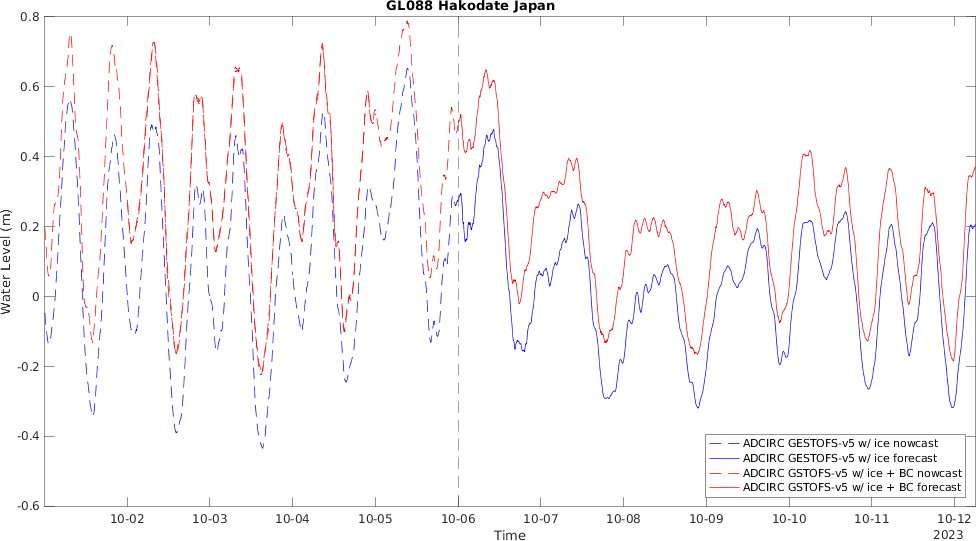 GL088 Hakodate Japan
0.8
0.6
0.4
0.2
0
-0.2
-0.4
-0.6
Water Level (m)
ADCIRC GESTOFS-v5 w/ ice nowcast
ADCIRC GESTOFS-v5 w/ ice forecast
ADCIRC GSTOFS-v5 w/ ice + BC nowcast
ADCIRC GSTOFS-v5 w/ ice + BC forecast
10-02 10-03 10-04 10-05 10-06 10-07 10-08 10-09 10-10 10-11 10-12
Time 2023